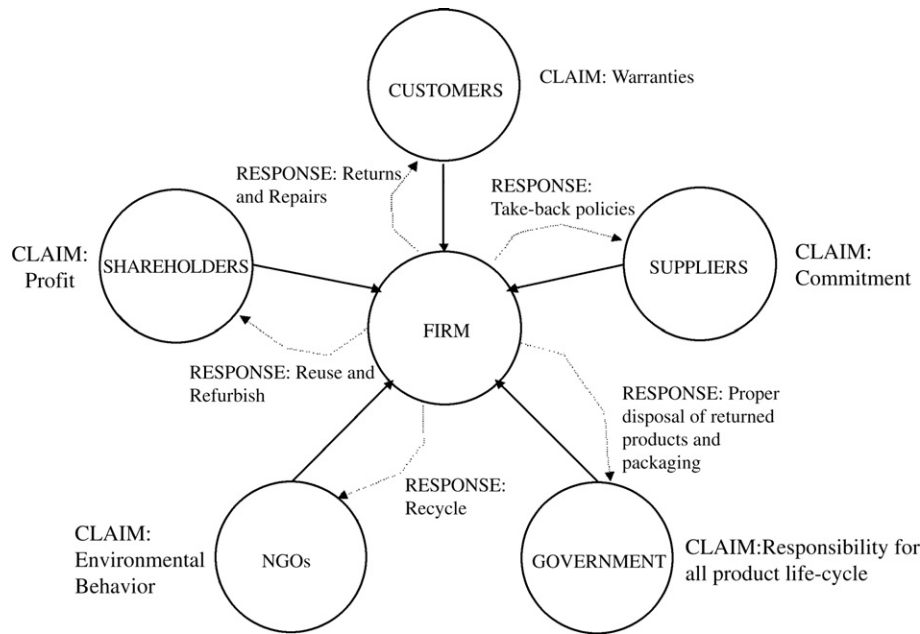 CUSTOMERS
CLAIM: Warranties
RESPONSE: Returns
and Repairs
RESPONSE:
Take-back policies
CLAIM:
Profit
SHAREHOLDERS
SUPPLIERS
CLAIM:
Commitment
FIRM
RESPONSE: Reuse and
Refurbish
RESPONSE: Proper
disposal of returned
products and
packaging
RESPONSE:
Recycle
CLAIM:
Environmental
Behavior
NGOs
GOVERNMENT
CLAIM:Responsibility for
all product life-cycle